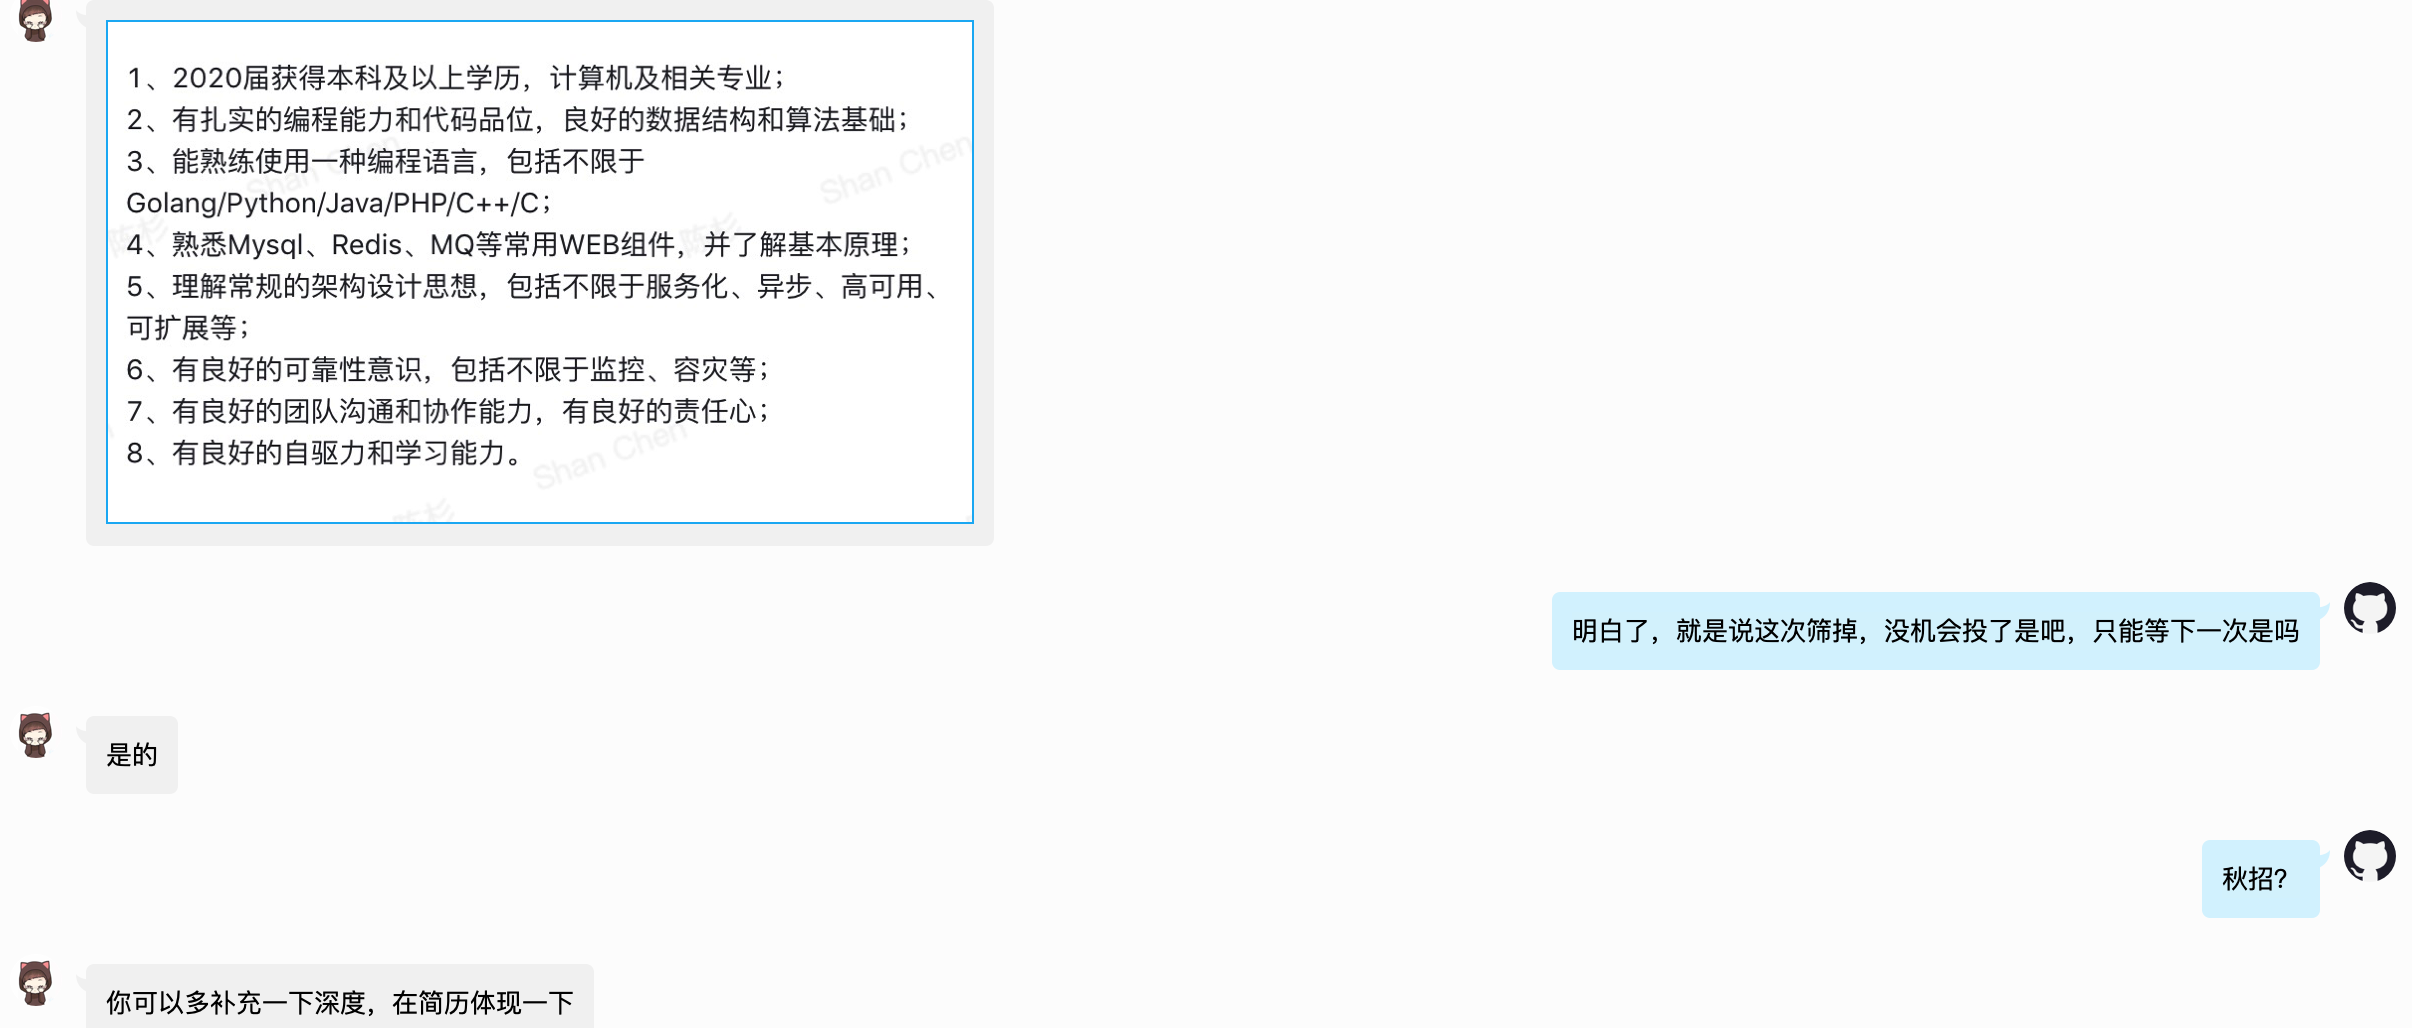 1、2020届获得本科及以上学历，计算机及相关专业；
2、有扎实的编程能力和代码品位，良好的数据结构和算法基础；
3、能熟练使用一种编程语言，包括不限于
Golang/Python/Java/PHP/C++/C；
4、熟悉Mysql、Redis、MQ等常用WEB组件，并了解基本原理；
5、理解常规的架构设计思想，包括不限于服务化、异步、高可用、
可扩展等；
6、有良好的可靠性意识，包括不限于监控、容灾等；
7、有良好的团队沟通和协作能力，有良好的责任心；
8、有良好的自驱力和学习能力。
Shan Chen
Shan Chen
陈杉
陈杉
Shan Chen
陈杉
明白了，就是说这次筛掉，没机会投了是吧，只能等下一次是吗
是的
秋招?
你可以多补充一下深度，在简历体现一下